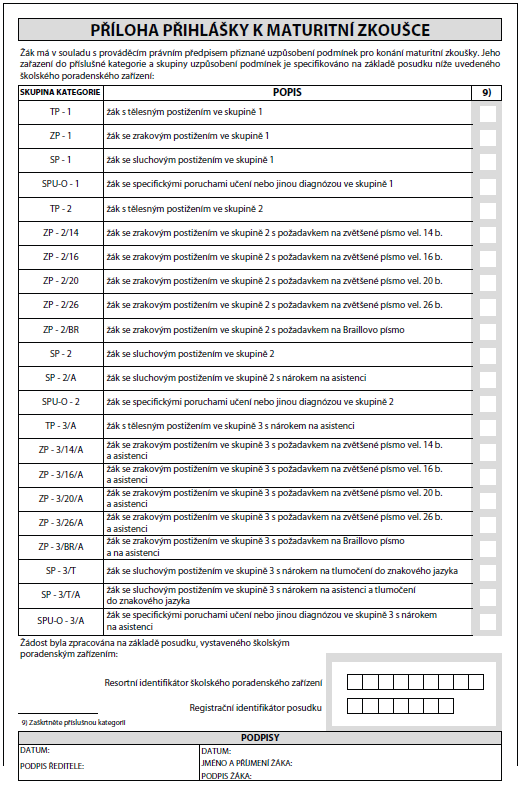 PŘÍLOHA PŘIHLÁŠKY K MATURITNÍ ZKOUŠCE
Žák má v souladu s prováděcím právním předpisem přiznané uzpůsobení podmínek pro konání maturitní zkoušky. Jeho
zařazení do příslušné kategorie a skupiny uzpůsobení podmínek je specifikováno na základě posudku níže uvedeného
školského poradenského zařízení:
SKUPINA KATEGORIE POPIS 9)
TP - 1 žák s tělesným postižením ve skupině 1
ZP - 1 žák se zrakovým postižením ve skupině 1
SP - 1 žák se sluchovým postižením ve skupině 1
SPU-O - 1 žák se specifickými poruchami učení nebo jinou diagnózou ve skupině 1
TP - 2 žák s tělesným postižením ve skupině 2
ZP - 2/14 žák se zrakovým postižením ve skupině 2 s požadavkem na zvětšené písmo vel. 14 b.
ZP - 2/16 žák se zrakovým postižením ve skupině 2 s požadavkem na zvětšené písmo vel. 16 b.
ZP - 2/20 žák se zrakovým postižením ve skupině 2 s požadavkem na zvětšené písmo vel. 20 b.
ZP - 2/26 žák se zrakovým postižením ve skupině 2 s požadavkem na zvětšené písmo vel. 26 b.
ZP - 2/BR žák se zrakovým postižením ve skupině 2 s požadavkem na Braillovo písmo
SP - 2 žák se sluchovým postižením ve skupině 2
SP - 2/A žák se sluchovým postižením ve skupině 2 s nárokem na asistenci
SPU-O - 2 žák se specifickými poruchami učení nebo jinou diagnózou ve skupině 2
TP - 3/A žák s tělesným postižením ve skupině 3 s nárokem na asistenci
ZP - 3/14/A žák se zrakovým postižením ve skupině 3 s požadavkem na zvětšené písmo vel. 14 b.
a asistenci
ZP - 3/16/A žák se zrakovým postižením ve skupině 3 s požadavkem na zvětšené písmo vel. 16 b.
a asistenci
ZP - 3/20/A žák se zrakovým postižením ve skupině 3 s požadavkem na zvětšené písmo vel. 20 b.
a asistenci
ZP - 3/26/A žák se zrakovým postižením ve skupině 3 s požadavkem na zvětšené písmo vel. 26 b.
a asistenci
ZP - 3/BR/A žák se zrakovým postižením ve skupině 3 s požadavkem na Braillovo písmo
a na asistenci
SP - 3/T žák se sluchovým postižením ve skupině 3 s nárokem na tlumočení do znakového jazyka
SP - 3/T/A žák se sluchovým postižením ve skupině 3 s nárokem na asistenci a tlumočení
do znakového jazyka
SPU-O - 3/A žák se specifickými poruchami učení nebo jinou diagnózou ve skupině 3 s nárokem
na asistenci
Žádost byla zpracována na základě posudku, vystaveného školským
poradenským zařízením:
Resortní identifikátor školského poradenského zařízení
Registrační identifikátor posudku
9) Zaškrtněte příslušnou kategorii
PODPISY
DATUM:
PODPIS ŘEDITELE:
DATUM:
JMÉNO A PŘÍJMENÍ ŽÁKA:
PODPIS ŽÁKA: